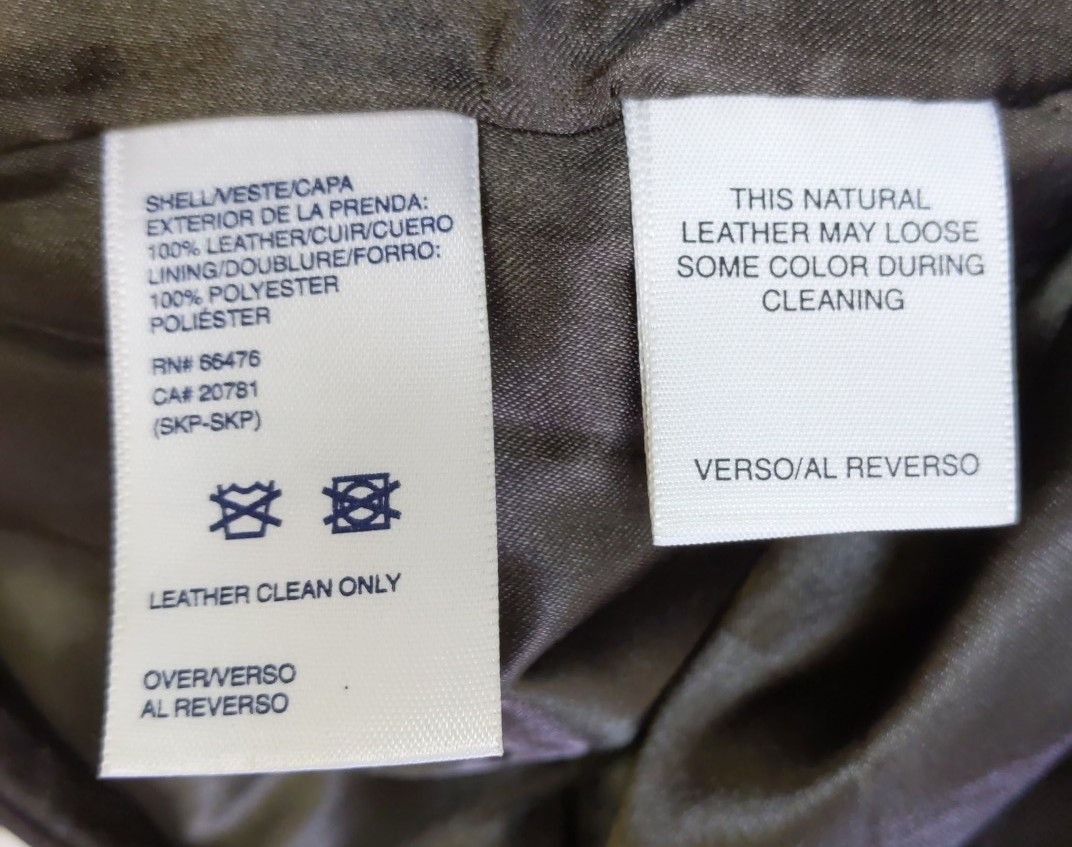 SHELL/VESTE/CAPA
EXTERIOR DE LA PRENDA:
100% LEATHER/CUIR/CUERO
LINING/DOUBLURE/FORRO:
100% POLYESTER
POLIÉSTER
RN# 66476
CA# 20781
(SKP-SKP)
LEATHER CLEAN ONLY
OVER/VERSO
AL REVERSO
THIS NATURAL
LEATHER MAY LOOSE
SOME COLOR DURING
CLEANING
VERSO/AL REVERSO